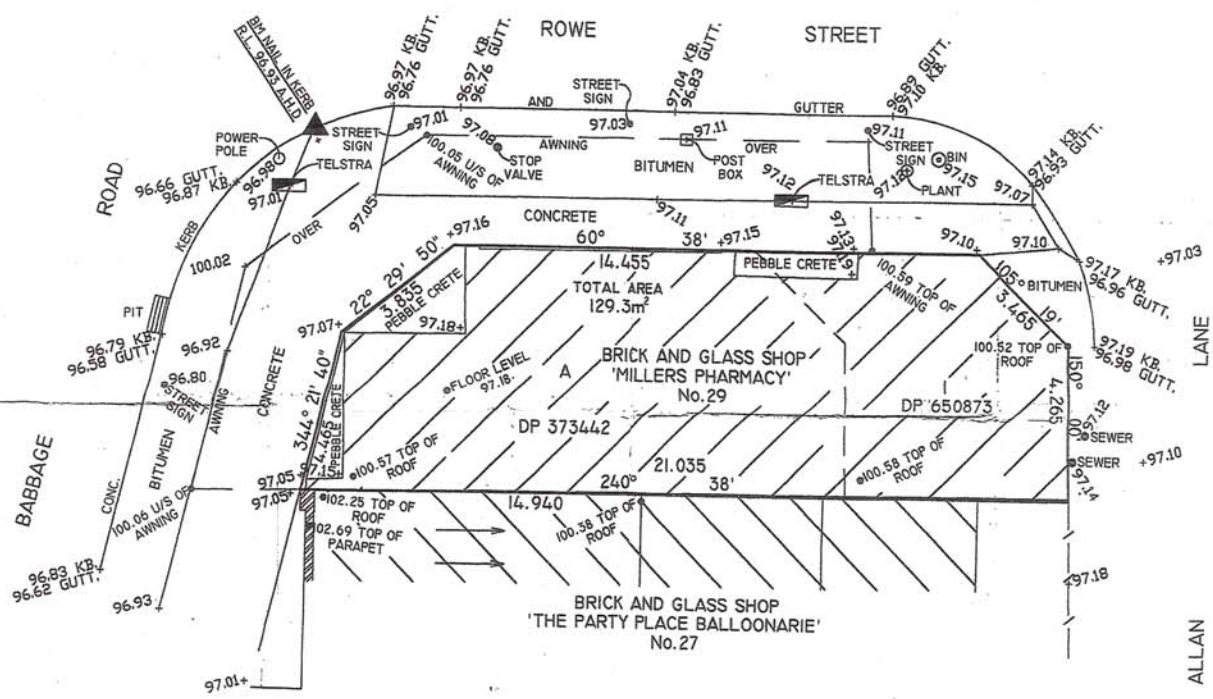 ROWE STREET
BM NAIL IN KERB
R.L. 96.93 A.H.D
96.97 KB.
96.76 GUTT.
96.97 KB.
96.76 GUTT.
STREET
SIGN
97.04 KB.
96.83 GUTT.
96.89 GUTT.
97.10 KB.
AND
GUTTER
POWER
POLE
STREET
SIGN
97.01
97.08
STOP
VALVE
AWNING
97.03
97.11
POST
BOX
BITUMEN
OVER
97.11
STREET
SIGN
BIN
97.15
PLANT
97.14 KB.
96.93 GUTT.
96.98
TELSTRA
97.01
100.05 U/S OF
AWNING
97.12
TELSTRA
97.07
96.66 GUTT.
96.87 KB.
ROAD
KERB
OVER
97.05
97.11
CONCRETE
97.16
60° 38'
97.15
97.13
97.19
97.10
97.10
97.17 KB.
96.96 GUTT.
97.03
100.02
22° 29' 50"
3.835
PEBBLE CRETE
14.455
TOTAL AREA
129.3m²
PEBBLE CRETE
100.59 TOP OF
AWNING
105° 19'
3.465
BITUMEN
PIT
96.79 KB.
96.58 GUTT.
97.07
97.18
96.92
97.19 KB.
96.98 GUTT.
LANE
100.52 TOP OF
ROOF
96.80
STREET
SIGN
CONCRETE
AWNING
344° 21' 40"
4.465
PEBBLE CRETE
FLOOR LEVEL
97.18
A
BRICK AND GLASS SHOP
'MILLERS PHARMACY'
No.29
DP 373442
DP 650873
150° 00'
4.265
97.12
SEWER
SEWER
97.10
97.14
BABBAGE
CONC.
BITUMEN
100.06 U/S OF
AWNING
97.05
97.15
97.05
100.57 TOP OF
ROOF
21.035
240° 38'
14.940
100.58 TOP OF
ROOF
102.25 TOP OF
ROOF
102.69 TOP OF
PARAPET
100.38 TOP OF
ROOF
96.83 KB.
96.62 GUTT.
96.93
97.18
BRICK AND GLASS SHOP
'THE PARTY PLACE BALLOONARIE'
No.27
97.01
ALLAN